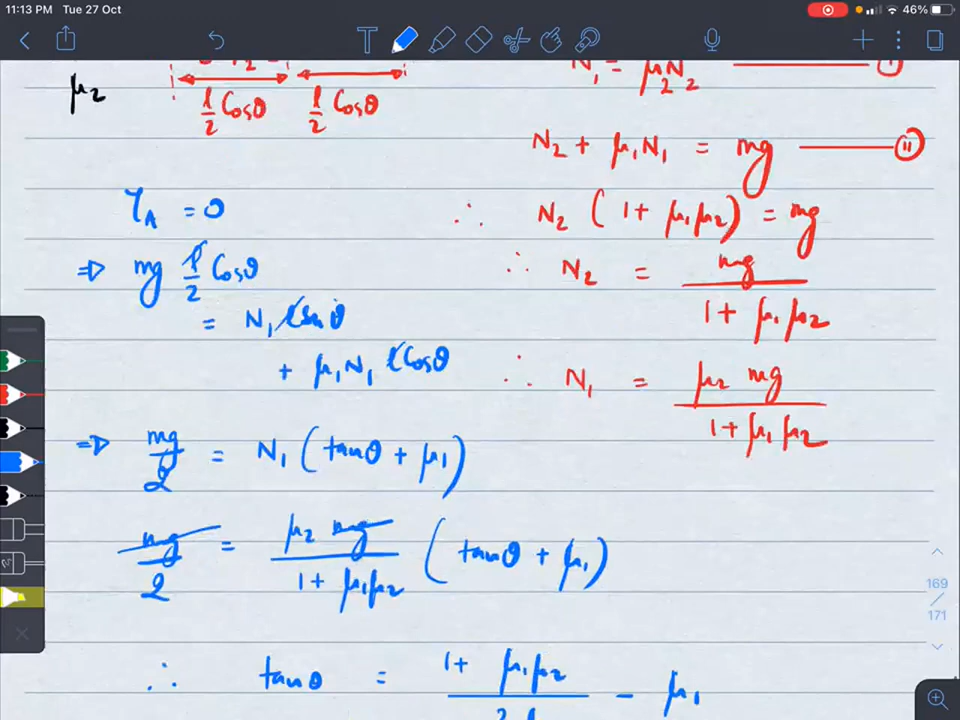 11:13 PM Tue 27 Oct
46%
μ₂
l/2 Cosθ l/2 Cosθ
N₁ = μ₂N₂
N₂ + μ₁N₁ = mg (II)
τ_A = 0
⇒ mg l/2 Cosθ
= N₁ l sinθ
+ μ₁N₁ l Cosθ
⇒ mg/2 = N₁ (tanθ + μ₁)
mg/2 = μ₂ mg / 1 + μ₁μ₂ (tanθ + μ₁)
∴ N₂ (1 + μ₁μ₂) = mg
∴ N₂ = mg / 1 + μ₁μ₂
∴ N₁ = μ₂ mg / 1 + μ₁μ₂
∴ tanθ = 1 + μ₁μ₂ / 2 - μ₁
169
/
171